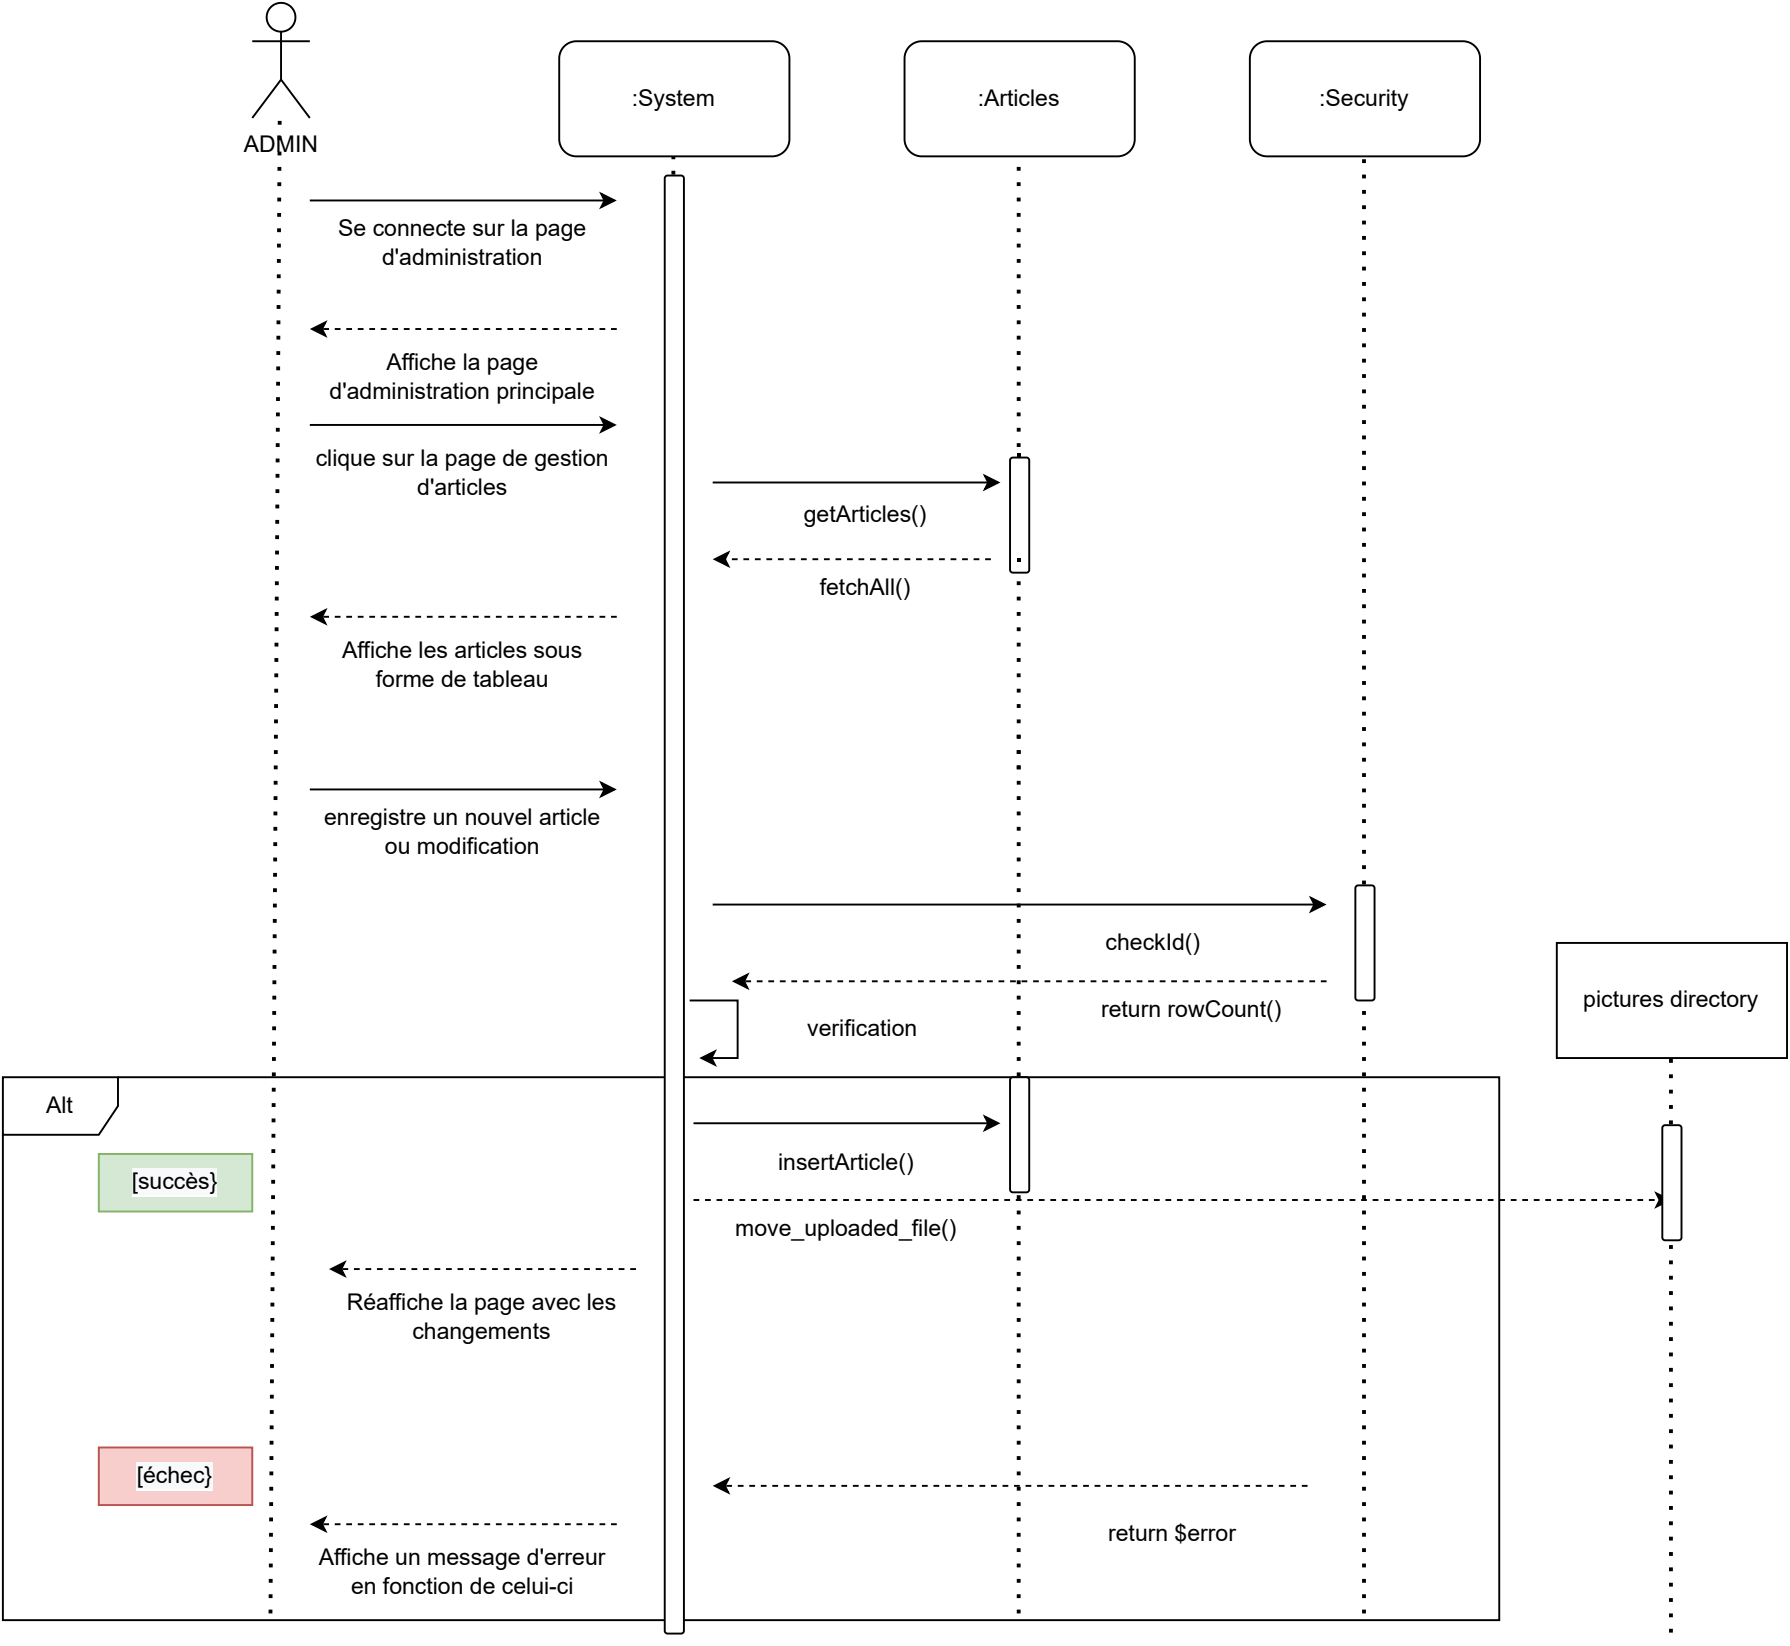 ADMIN
:System
:Articles
:Security
Se connecte sur la page
d'administration
Affiche la page
d'administration principale
clique sur la page de gestion
d'articles
getArticles()
fetchAll()
Affiche les articles sous
forme de tableau
enregistre un nouvel article
ou modification
checkId()
return rowCount()
pictures directory
verification
Alt
insertArticle()
[succès}
move_uploaded_file()
Réaffiche la page avec les
changements
[échec}
return $error
Affiche un message d'erreur
en fonction de celui-ci